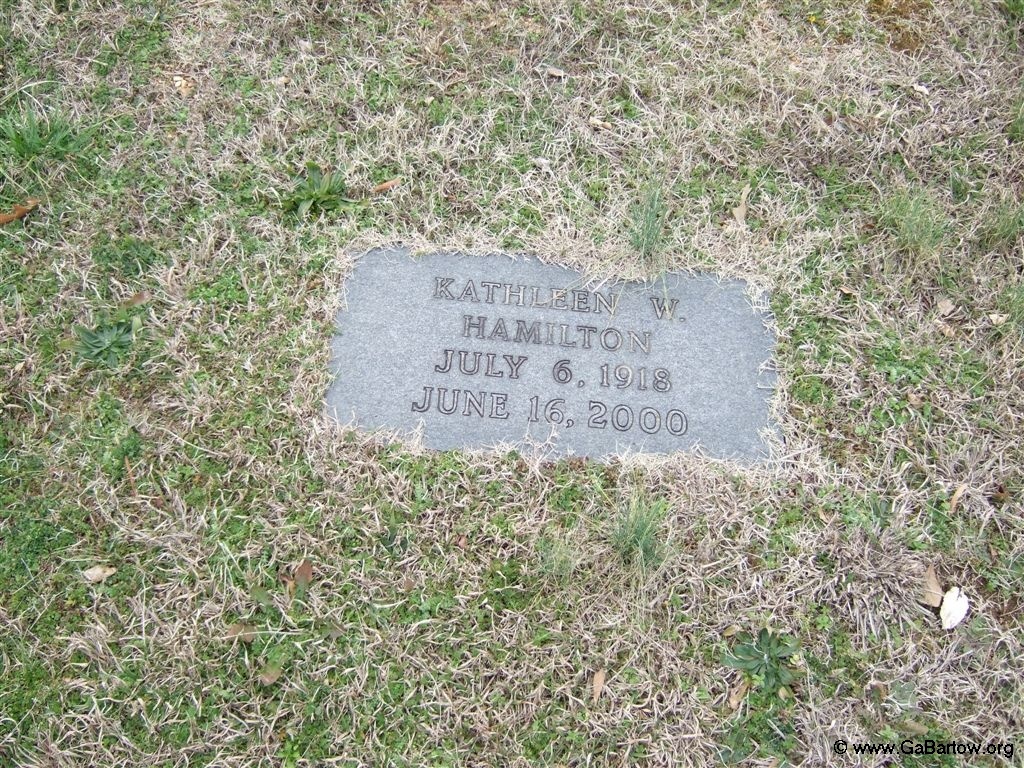 KATHLEEN W.
HAMILTON
JULY 6, 1918
JUNE 16, 2000
© www.GaBartow.org